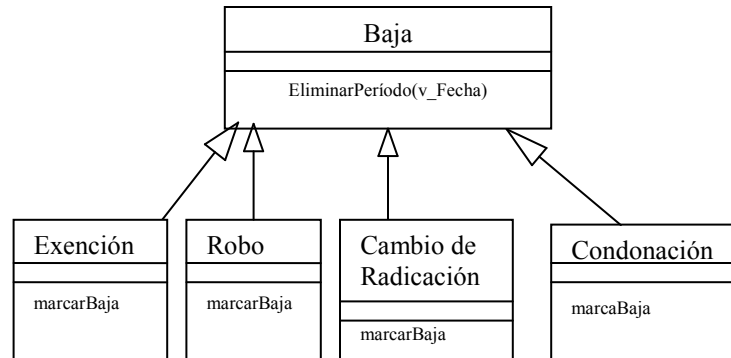 Baja
EliminarPeríodo(v_Fecha)
Exención
marcarBaja
Robo
marcarBaja
Cambio de
Radicación
marcarBaja
Condonación
marcaBaja